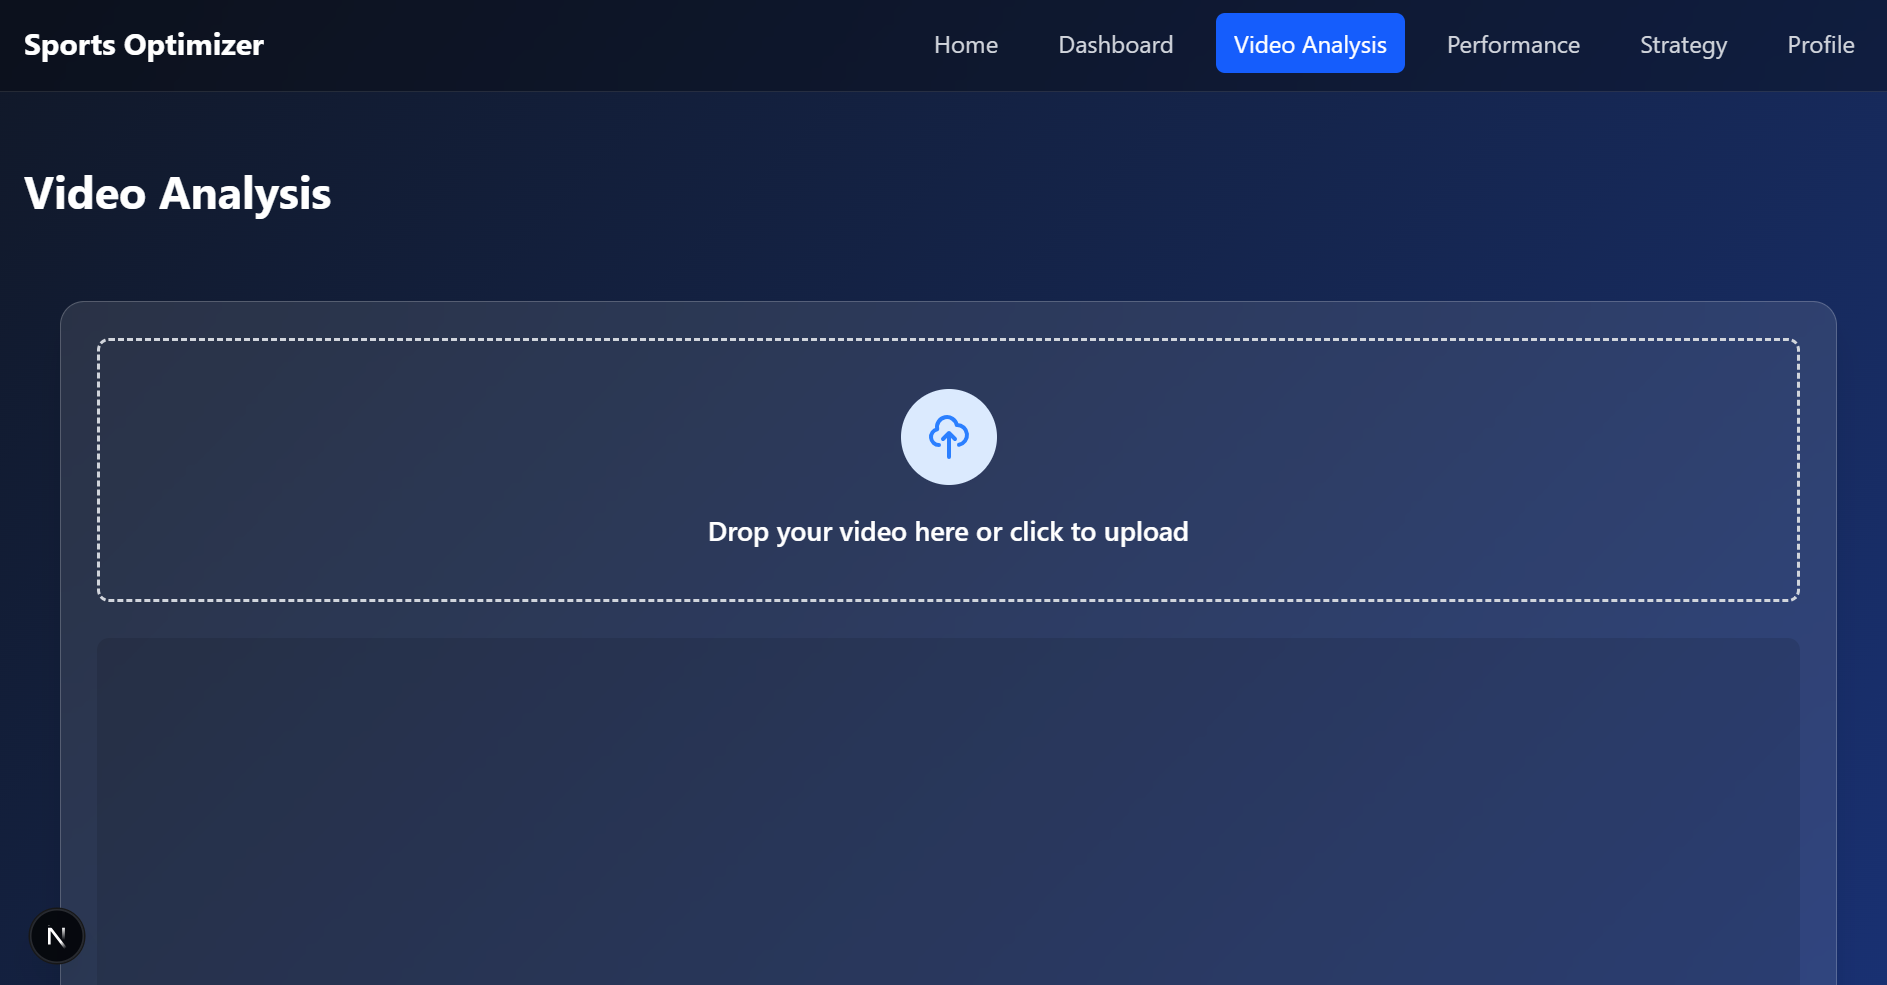 Sports Optimizer
Home
Dashboard
Video Analysis
Performance
Strategy
Profile
Video Analysis
Drop your video here or click to upload
N